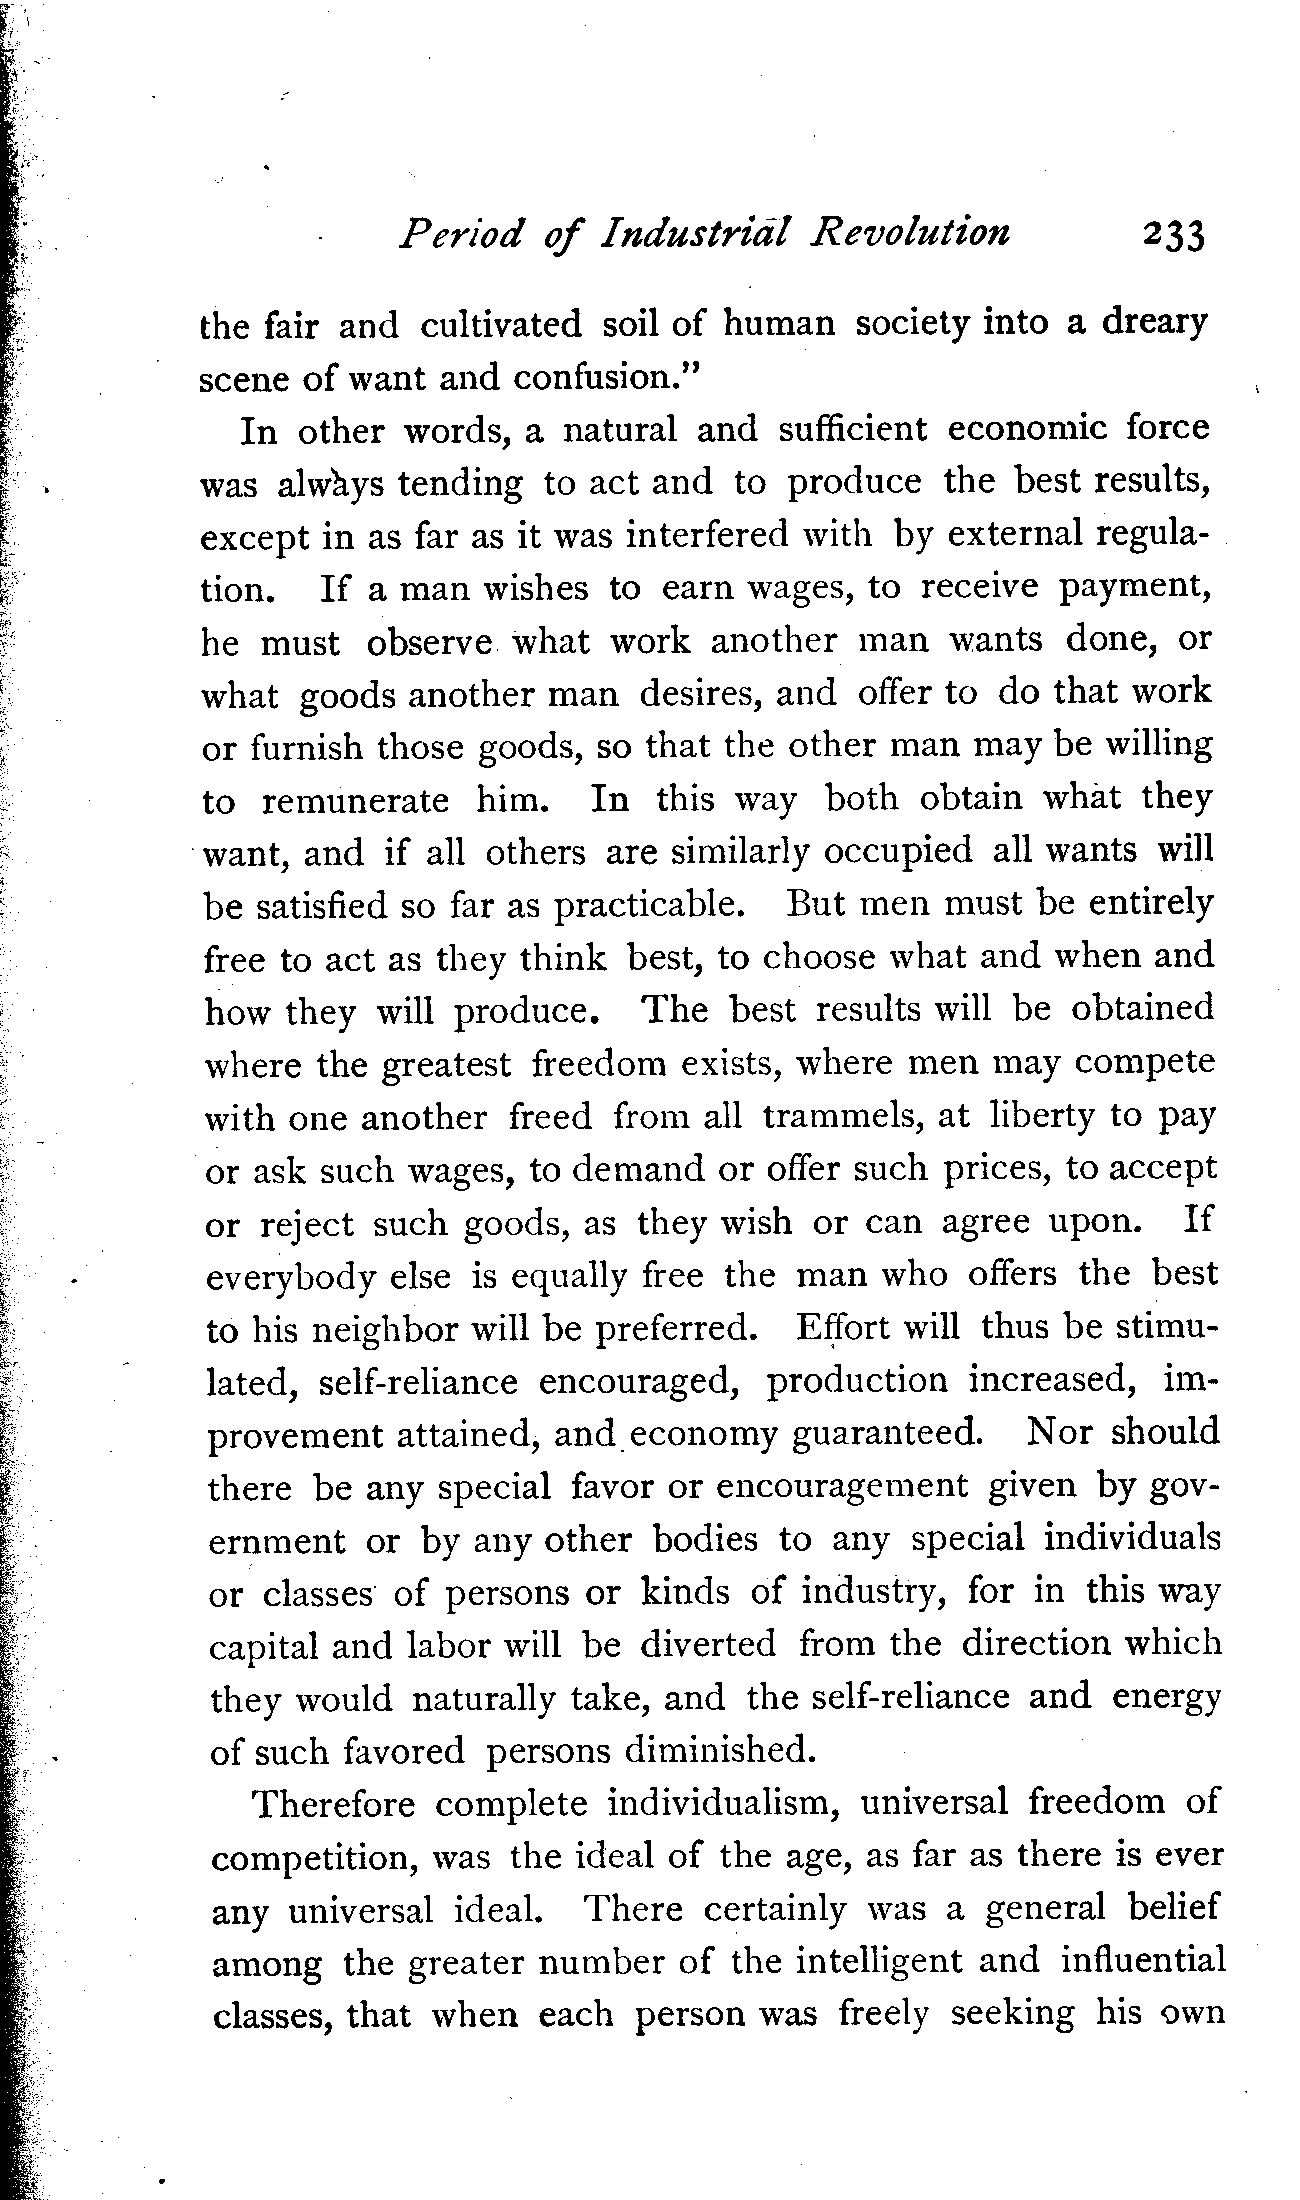 Period of Industrial Revolution 233
the fair and cultivated soil of human society into a dreary
scene of want and confusion."
In other words, a natural and sufficient economic force
was always tending to act and to produce the best results,
except in as far as it was interfered with by external regula-
tion. If a man wishes to earn wages, to receive payment,
he must observe what work another man wants done, or
what goods another man desires, and offer to do that work
or furnish those goods, so that the other man may be willing
to remunerate him. In this way both obtain what they
want, and if all others are similarly occupied all wants will
be satisfied so far as practicable. But men must be entirely
free to act as they think best, to choose what and when and
how they will produce. The best results will be obtained
where the greatest freedom exists, where men may compete
with one another freed from all trammels, at liberty to pay
or ask such wages, to demand or offer such prices, to accept
or reject such goods, as they wish or can agree upon. If
everybody else is equally free the man who offers the best
to his neighbor will be preferred. Effort will thus be stimu-
lated, self-reliance encouraged, production increased, im-
provement attained, and economy guaranteed. Nor should
there be any special favor or encouragement given by gov-
ernment or by any other bodies to any special individuals
or classes of persons or kinds of industry, for in this way
capital and labor will be diverted from the direction which
they would naturally take, and the self-reliance and energy
of such favored persons diminished.
Therefore complete individualism, universal freedom of
competition, was the ideal of the age, as far as there is ever
any universal ideal. There certainly was a general belief
among the greater number of the intelligent and influential
classes, that when each person was freely seeking his own